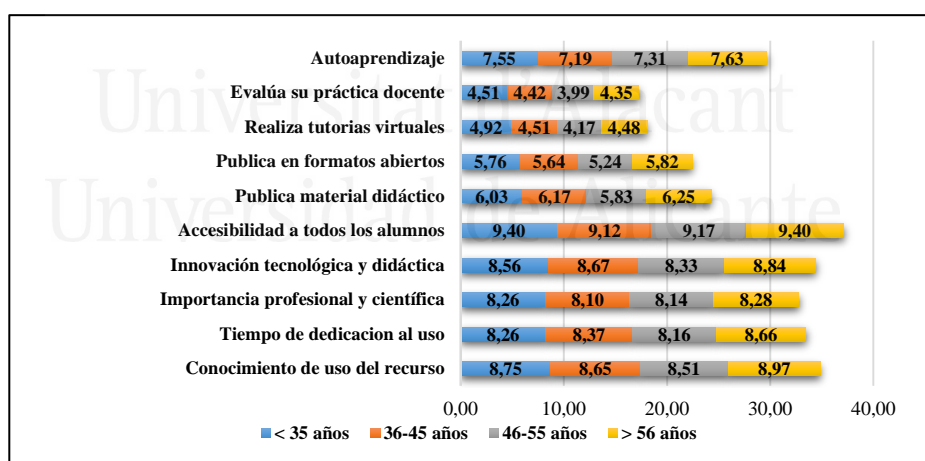 Universitat d'Alacant
Universidad de Alicante
Autoaprendizaje 7,55 7,19 7,31 7,63
Evalúa su práctica docente 4,51 4,42 3,99 4,35
Realiza tutorias virtuales 4,92 4,51 4,17 4,48
Publica en formatos abiertos 5,76 5,64 5,24 5,82
Publica material didáctico 6,03 6,17 5,83 6,25
Accesibilidad a todos los alumnos 9,40 9,12 9,17 9,40
Innovación tecnológica y didáctica 8,56 8,67 8,33 8,84
Importancia profesional y científica 8,26 8,10 8,14 8,28
Tiempo de dedicacion al uso 8,26 8,37 8,16 8,66
Conocimiento de uso del recurso 8,75 8,65 8,51 8,97
0,00 10,00 20,00 30,00 40,00
< 35 años 36-45 años 46-55 años > 56 años